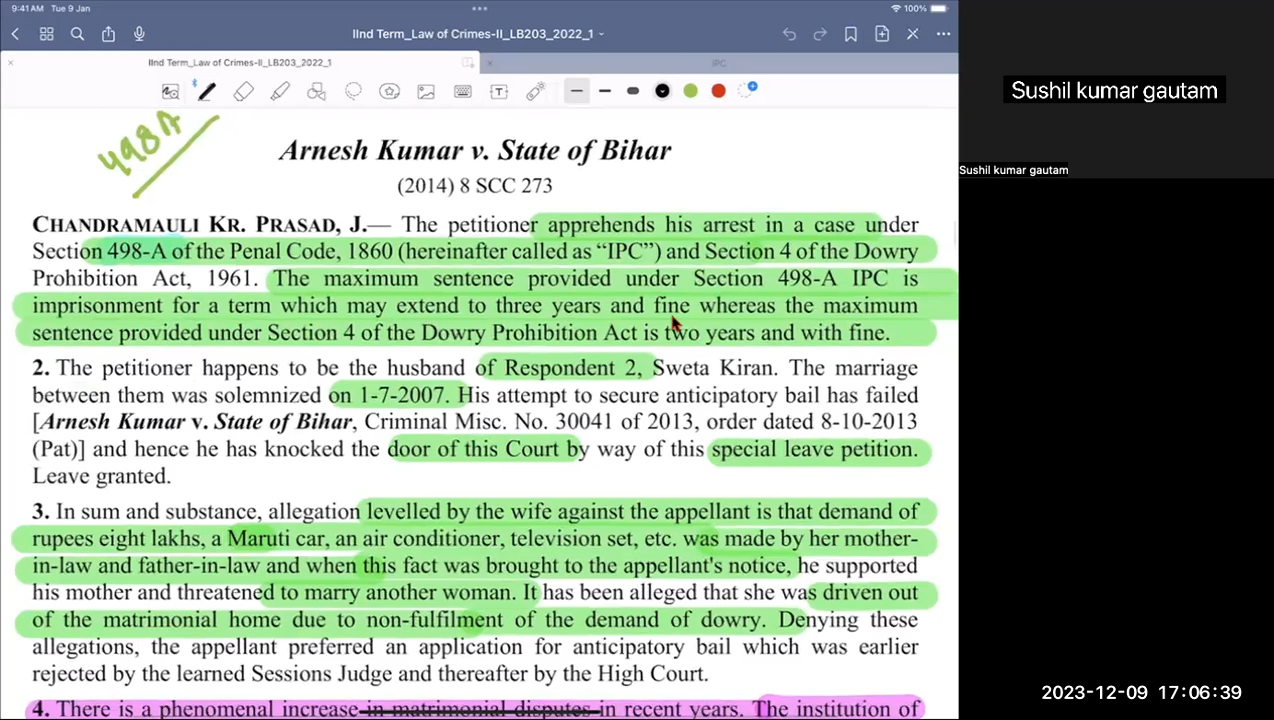 9:41 AM Tue 9 Jan
100%
IInd Term_Law of Crimes-II_LB203_2022_1
IInd Term_Law of Crimes-II_LB203_2022_1
IPC
498A
Arnesh Kumar v. State of Bihar
(2014) 8 SCC 273
CHANDRAMAULI KR. PRASAD, J.— The petitioner apprehends his arrest in a case under
Section 498-A of the Penal Code, 1860 (hereinafter called as “IPC”) and Section 4 of the Dowry
Prohibition Act, 1961. The maximum sentence provided under Section 498-A IPC is
imprisonment for a term which may extend to three years and fine whereas the maximum
sentence provided under Section 4 of the Dowry Prohibition Act is two years and with fine.
2. The petitioner happens to be the husband of Respondent 2, Sweta Kiran. The marriage
between them was solemnized on 1-7-2007. His attempt to secure anticipatory bail has failed
[Arnesh Kumar v. State of Bihar, Criminal Misc. No. 30041 of 2013, order dated 8-10-2013
(Pat)] and hence he has knocked the door of this Court by way of this special leave petition.
Leave granted.
3. In sum and substance, allegation levelled by the wife against the appellant is that demand of
rupees eight lakhs, a Maruti car, an air conditioner, television set, etc. was made by her mother-
in-law and father-in-law and when this fact was brought to the appellant's notice, he supported
his mother and threatened to marry another woman. It has been alleged that she was driven out
of the matrimonial home due to non-fulfilment of the demand of dowry. Denying these
allegations, the appellant preferred an application for anticipatory bail which was earlier
rejected by the learned Sessions Judge and thereafter by the High Court.
4. There is a phenomenal increase in matrimonial disputes in recent years. The institution of
Sushil kumar gautam
Sushil kumar gautam
2023-12-09 17:06:39